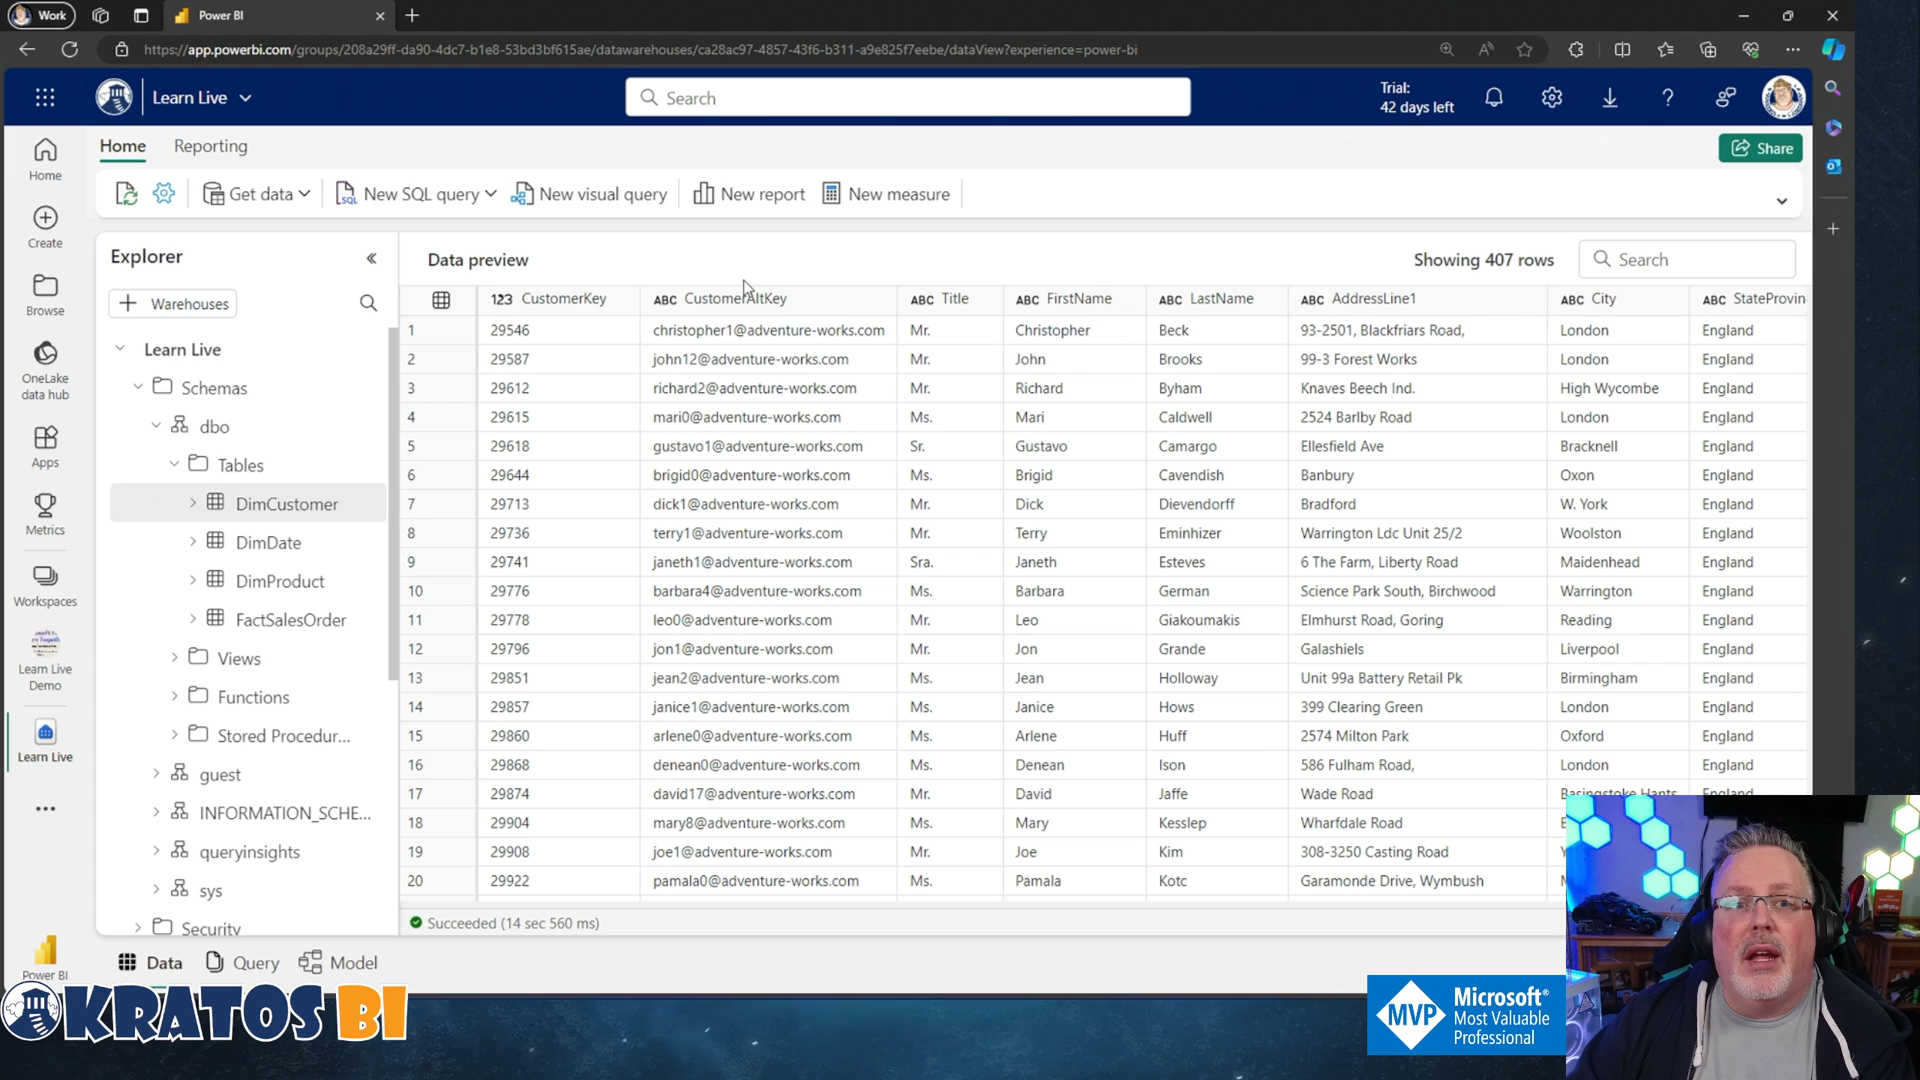 Work
Power BI
https://app.powerbi.com/groups/208a29ff-da90-4dc7-b1e8-53bd3bf615ae/datawarehouses/ca28ac97-4857-43f6-b311-a9e825f7eebe/dataView?experience=power-bi
Learn Live
Search
Trial:
42 days left
Home
Reporting
Share
Get data
New SQL query
New visual query
New report
New measure
Home
Create
Browse
OneLake
data hub
Apps
Metrics
Workspaces
Learn Live
Demo
Learn Live
Power BI
Explorer
Warehouses
Learn Live
Schemas
dbo
Tables
DimCustomer
DimDate
DimProduct
FactSalesOrder
Views
Functions
Stored Procedur...
guest
INFORMATION_SCHE...
queryinsights
sys
Security
Data preview
Showing 407 rows
Search
123 CustomerKey ABC CustomerAltKey ABC Title ABC FirstName ABC LastName ABC AddressLine1 ABC City ABC StateProvin
1 29546 christopher1@adventure-works.com Mr. Christopher Beck 93-2501, Blackfriars Road, London England
2 29587 john12@adventure-works.com Mr. John Brooks 99-3 Forest Works London England
3 29612 richard2@adventure-works.com Mr. Richard Byham Knaves Beech Ind. High Wycombe England
4 29615 mari0@adventure-works.com Ms. Mari Caldwell 2524 Barlby Road London England
5 29618 gustavo1@adventure-works.com Sr. Gustavo Camargo Ellesfield Ave Bracknell England
6 29644 brigid0@adventure-works.com Ms. Brigid Cavendish Banbury Oxon England
7 29713 dick1@adventure-works.com Mr. Dick Dievendorff Bradford W. York England
8 29736 terry1@adventure-works.com Mr. Terry Eminhizer Warrington Ldc Unit 25/2 Woolston England
9 29741 janeth1@adventure-works.com Sra. Janeth Esteves 6 The Farm, Liberty Road Maidenhead England
10 29776 barbara4@adventure-works.com Ms. Barbara German Science Park South, Birchwood Warrington England
11 29778 leo0@adventure-works.com Mr. Leo Giakoumakis Elmhurst Road, Goring Reading England
12 29796 jon1@adventure-works.com Mr. Jon Grande Galashiels Liverpool England
13 29851 jean2@adventure-works.com Ms. Jean Holloway Unit 99a Battery Retail Pk Birmingham England
14 29857 janice1@adventure-works.com Ms. Janice Hows 399 Clearing Green London England
15 29860 arlene0@adventure-works.com Ms. Arlene Huff 2574 Milton Park Oxford England
16 29868 denean0@adventure-works.com Ms. Denean Ison 586 Fulham Road, London England
17 29874 david17@adventure-works.com Mr. David Jaffe Wade Road Basingstoke Hants England
18 29904 mary8@adventure-works.com Ms. Mary Kesslep Wharfdale Road
19 29908 joe1@adventure-works.com Mr. Joe Kim 308-3250 Casting Road
20 29922 pamala0@adventure-works.com Ms. Pamala Kotc Garamonde Drive, Wymbush
Succeeded (14 sec 560 ms)
Data
Query
Model
KRATOS BI
MVP
Microsoft®
Most Valuable
Professional